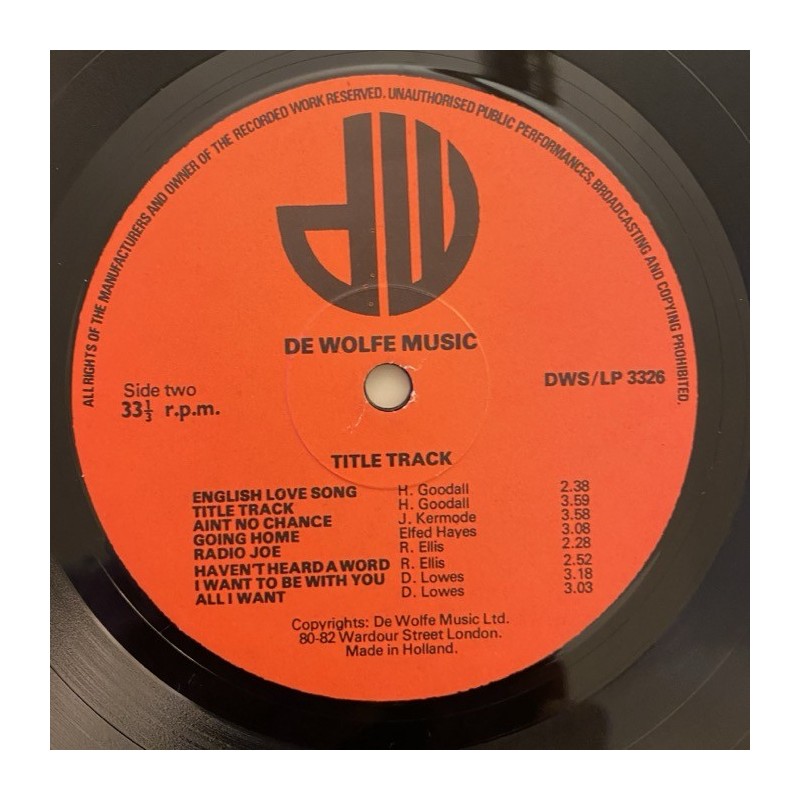 ALL RIGHTS OF THE MANUFACTURERS AND OWNER OF THE RECORDED WORK RESERVED. UNAUTHORISED PUBLIC PERFORMANCES, BROADCASTING AND COPYING PROHIBITED.
dW
DE WOLFE MUSIC
Side two
33⅓ r.p.m.
DWS/LP 3326
TITLE TRACK
ENGLISH LOVE SONG H. Goodall 2.38
TITLE TRACK H. Goodall 3.59
AINT NO CHANCE J. Kermode 3.58
GOING HOME Elfed Hayes 3.08
RADIO JOE R. Ellis 2.28
HAVEN'T HEARD A WORD R. Ellis 2.52
I WANT TO BE WITH YOU D. Lowes 3.18
ALL I WANT D. Lowes 3.03
Copyrights: De Wolfe Music Ltd.
80-82 Wardour Street London.
Made in Holland.